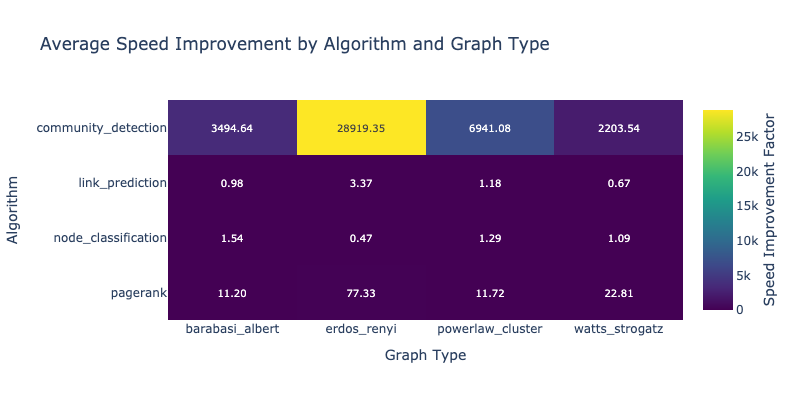 Average Speed Improvement by Algorithm and Graph Type
Algorithm
community_detection 3494.64 28919.35 6941.08 2203.54
link_prediction 0.98 3.37 1.18 0.67
node_classification 1.54 0.47 1.29 1.09
pagerank 11.20 77.33 11.72 22.81
barabasi_albert erdos_renyi powerlaw_cluster watts_strogatz
Graph Type
25k
20k
15k
10k
5k
0
Speed Improvement Factor